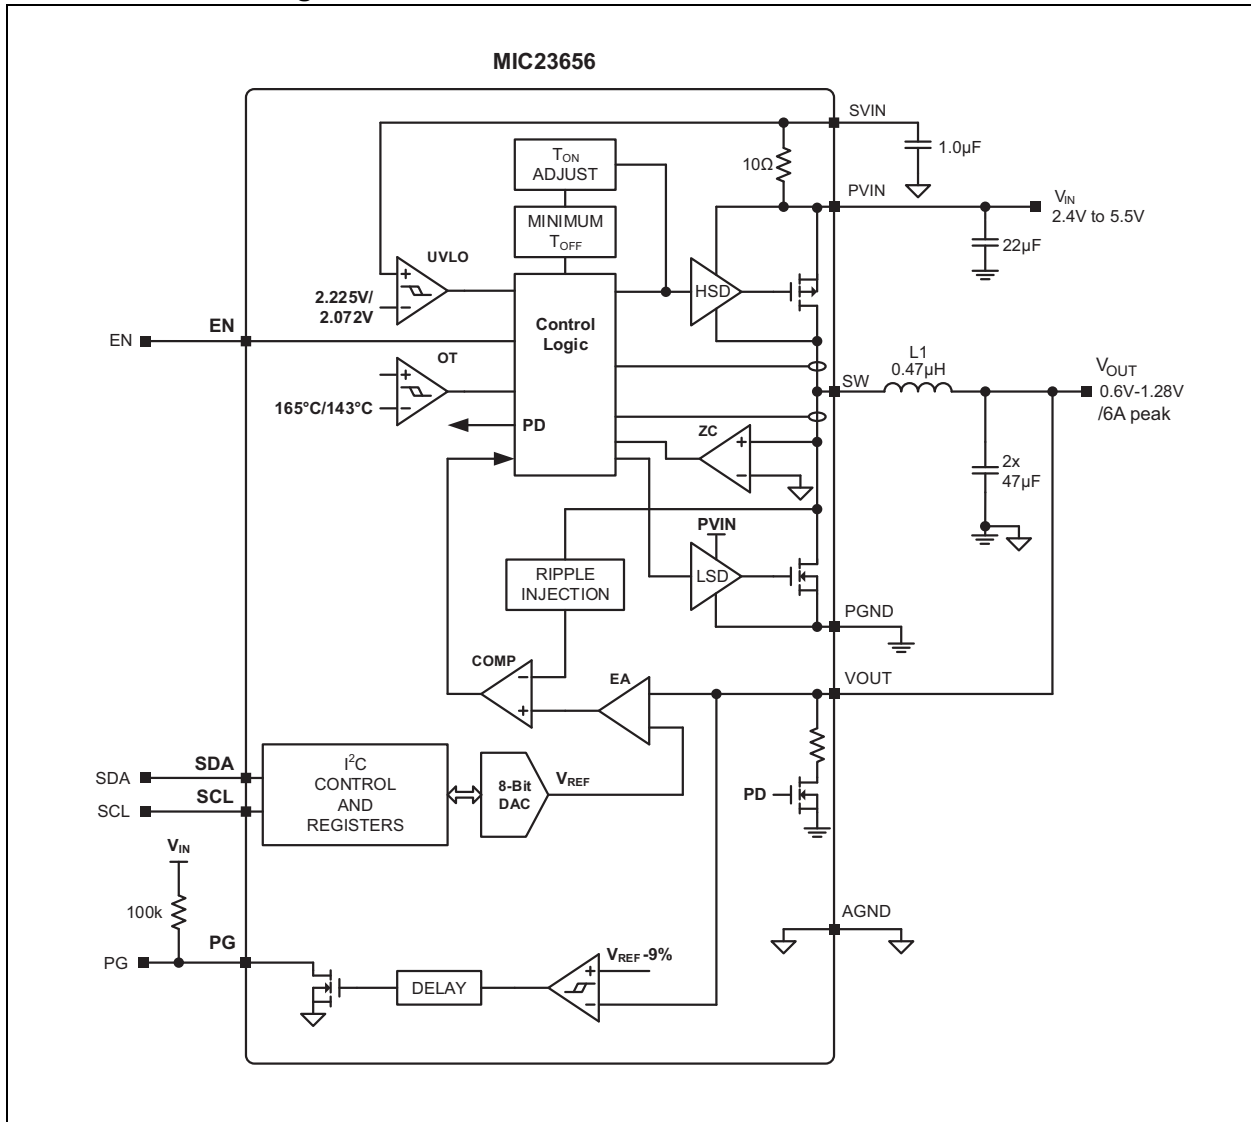 MIC23656
SVIN
1.0µF
10Ω
TON
ADJUST
PVIN
VIN
2.4V to 5.5V
22µF
MINIMUM
TOFF
UVLO
+
−
2.225V/
2.072V
HSD
Control
Logic
EN
EN
OT
+
−
165°C/143°C
PD
L1
0.47µH
SW
VOUT
0.6V-1.28V
/6A peak
ZC
+
−
2x
47µF
PVIN
LSD
RIPPLE
INJECTION
PGND
COMP
−
+
EA
VOUT
SDA
SDA
SCL
SCL
I²C
CONTROL
AND
REGISTERS
8-Bit
DAC
VREF
PD
VIN
100k
PG
PG
AGND
DELAY
VREF-9%
+
−